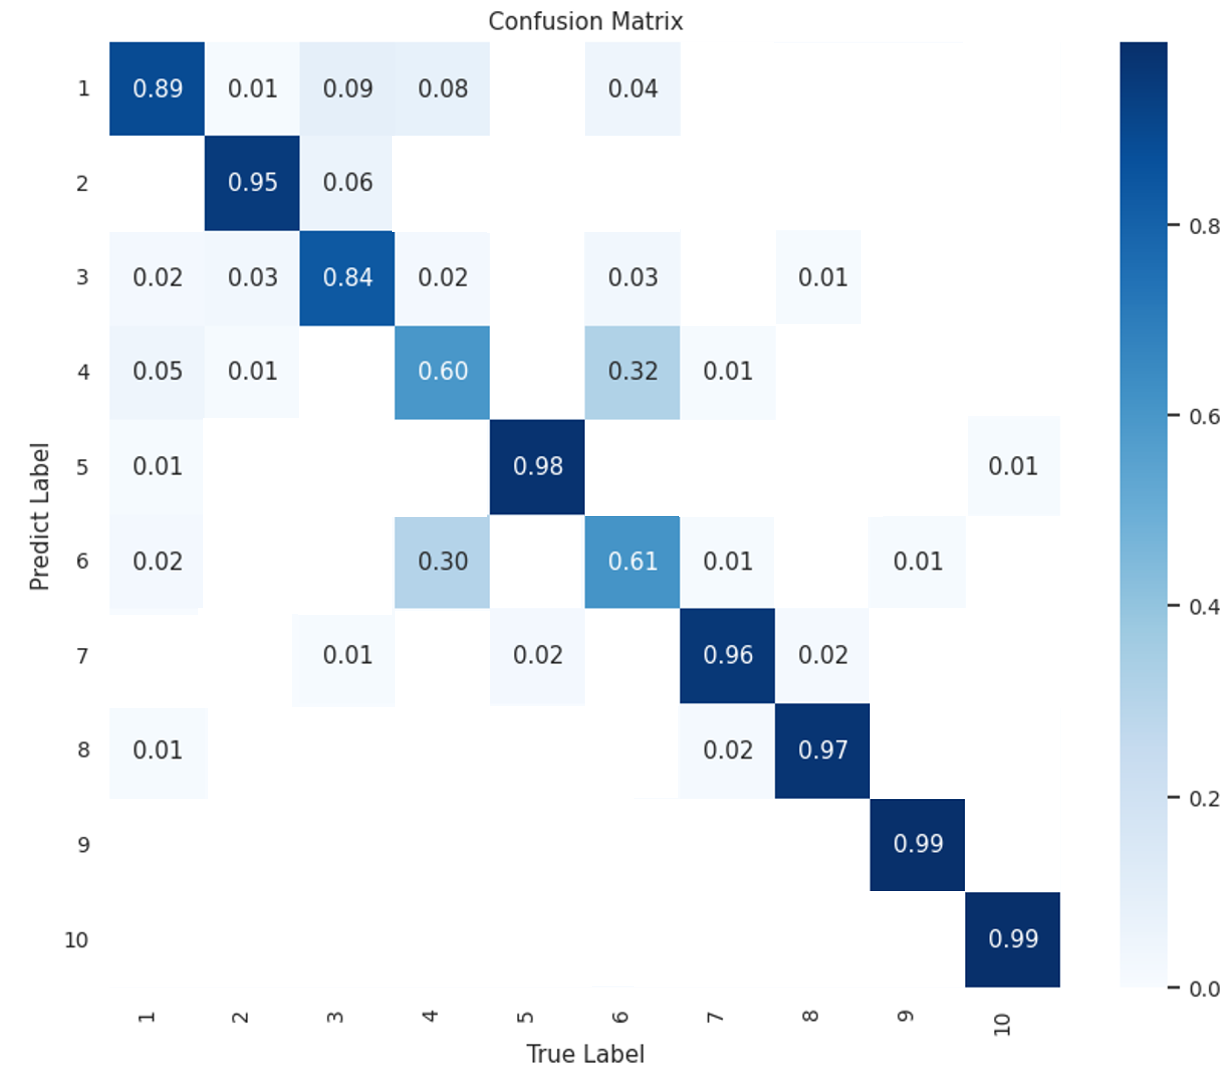 Confusion Matrix
1 0.89 0.01 0.09 0.08 0.04
2 0.95 0.06
3 0.02 0.03 0.84 0.02 0.03 0.01
4 0.05 0.01 0.60 0.32 0.01
5 0.01 0.98 0.01
6 0.02 0.30 0.61 0.01 0.01
7 0.01 0.02 0.96 0.02
8 0.01 0.02 0.97
9 0.99
10 0.99
Predict Label
1 2 3 4 5 6 7 8 9 10
True Label
0.8
0.6
0.4
0.2
0.0